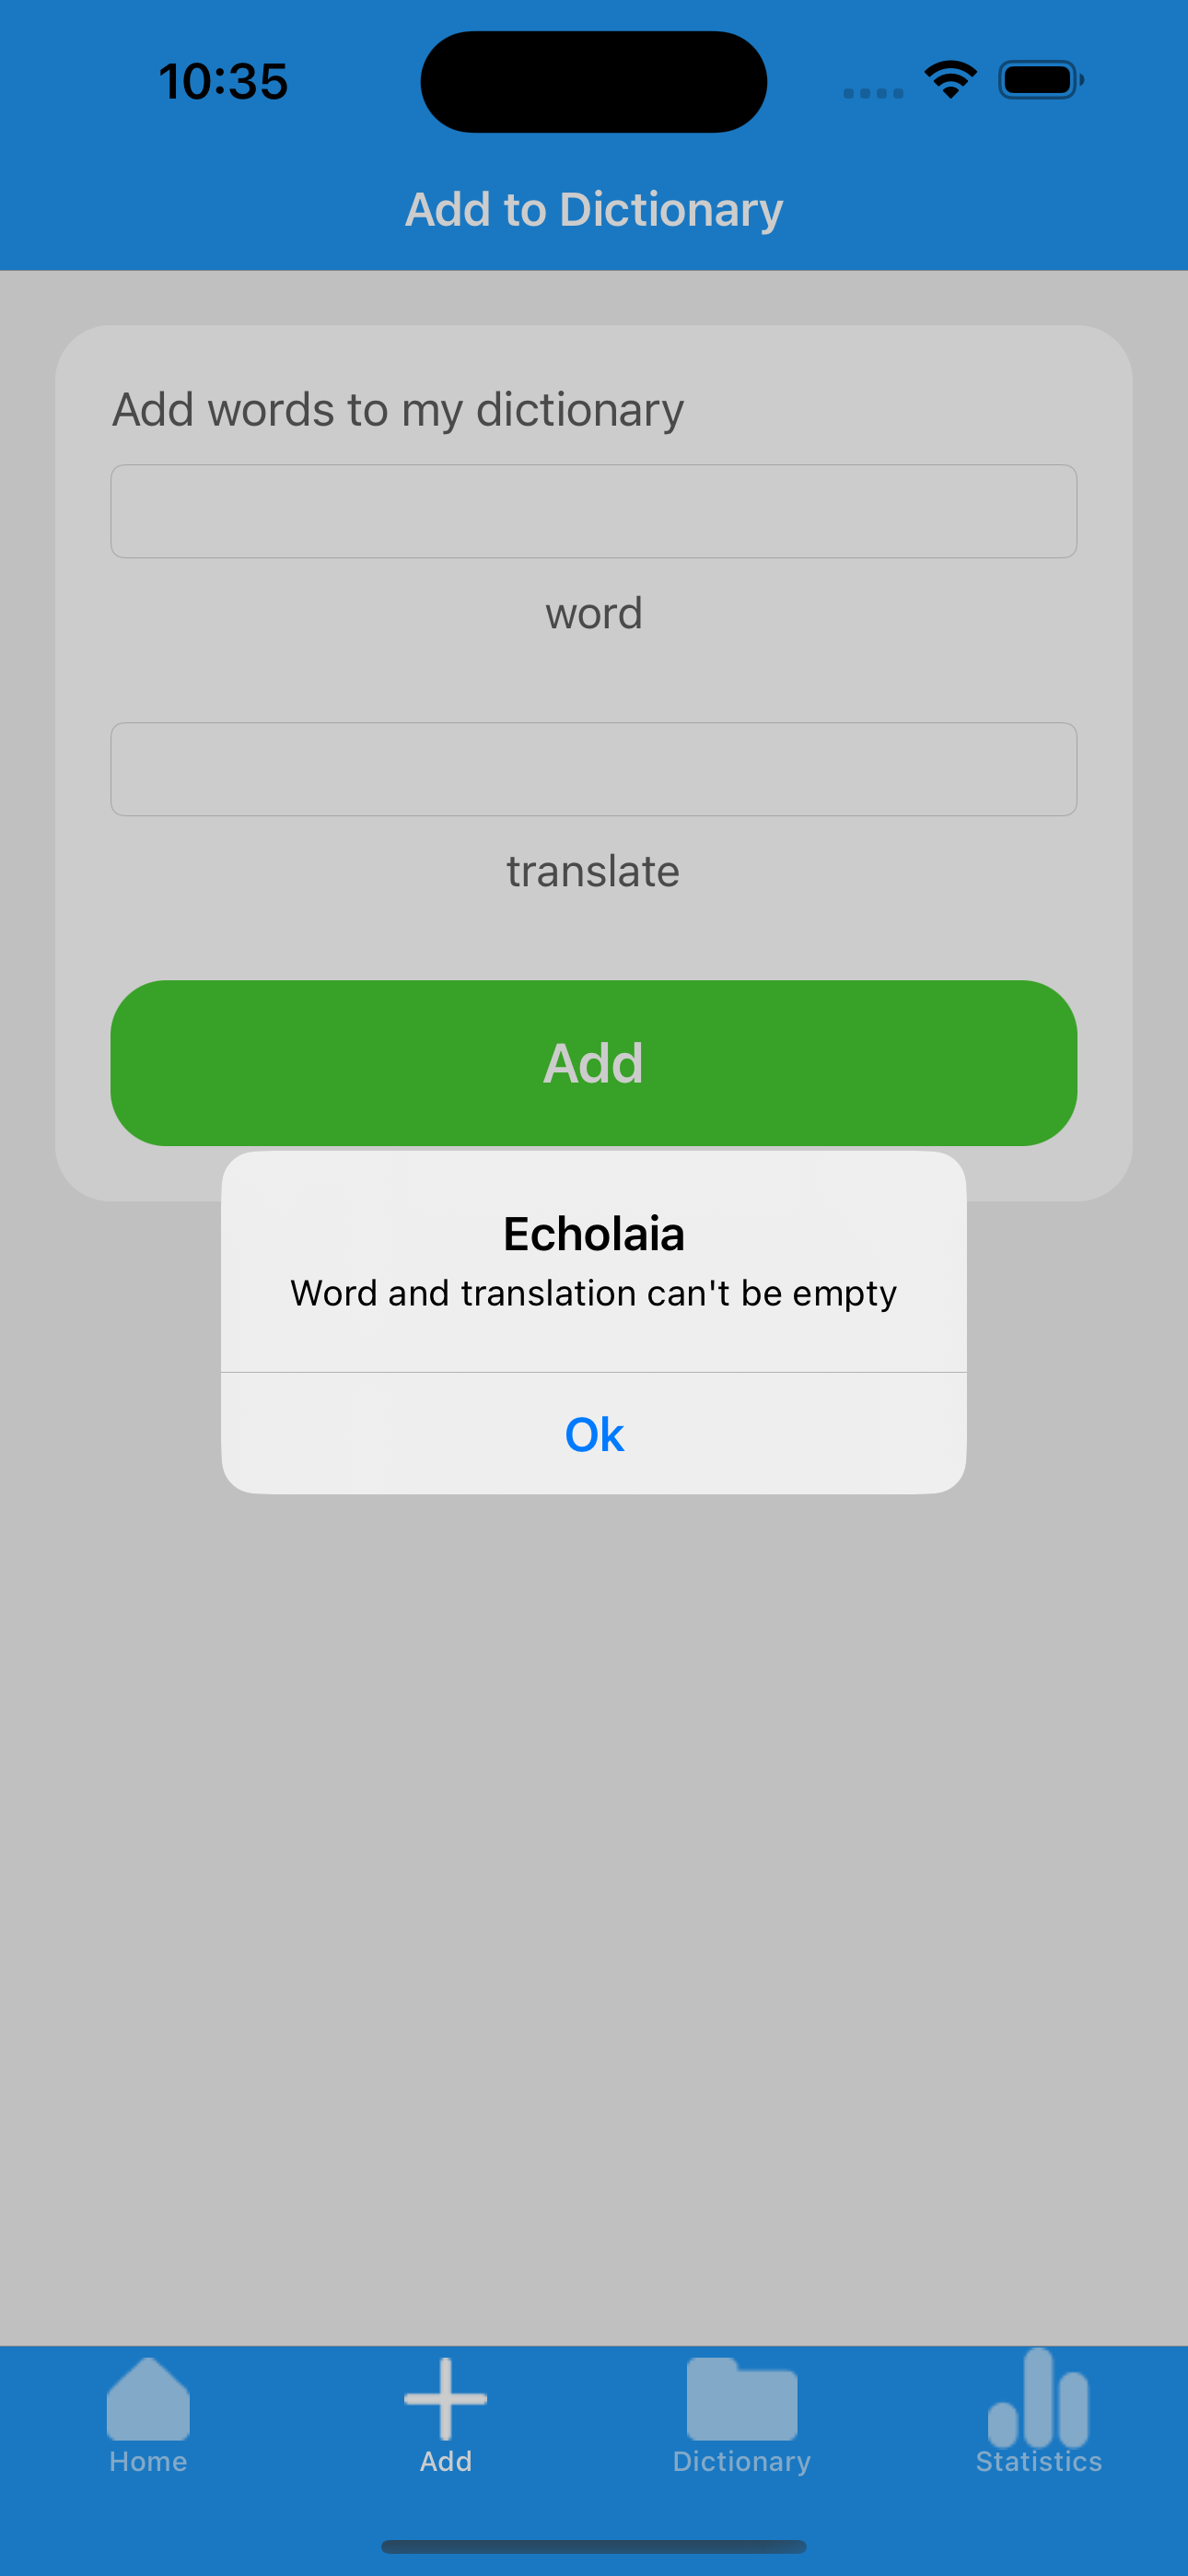 10:35
Add to Dictionary
Add words to my dictionary
word
translate
Add
Echolaia
Word and translation can't be empty
Ok
Home
Add
Dictionary
Statistics